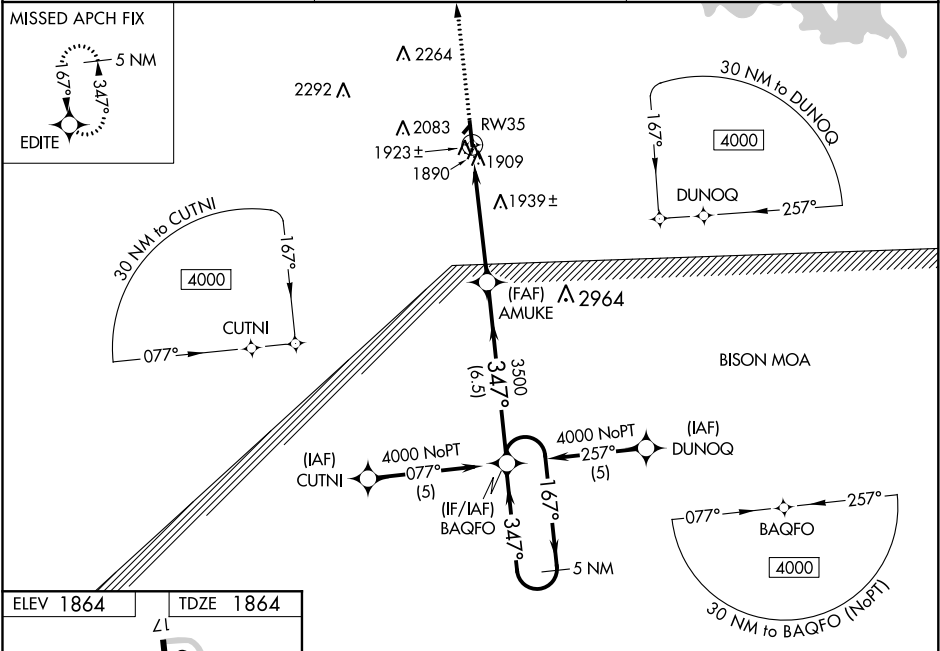 MISSED APCH FIX
5 NM
167°
347°
EDITE
2264
2292
2083
RW35
1923±
1890
1909
1939±
30 NM to DUNOQ
167°
4000
DUNOQ
257°
30 NM to CUTNI
167°
4000
CUTNI
077°
(FAF)
AMUKE
2964
BISON MOA
3500
347°
(6.5)
(IAF)
CUTNI
4000 NoPT
077°
(5)
4000 NoPT
257°
(5)
(IAF)
DUNOQ
(IF/IAF)
BAQFO
347°
167°
5 NM
077°
257°
BAQFO
4000
30 NM to BAQFO (NoPT)
ELEV 1864
TDZE 1864
17